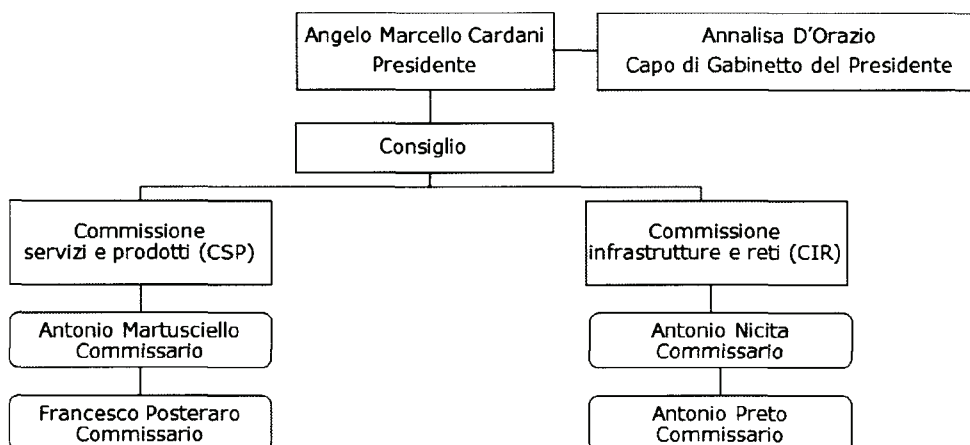 Angelo Marcello Cardani
Presidente
Annalisa D'Orazio
Capo di Gabinetto del Presidente
Consiglio
Commissione
servizi e prodotti (CSP)
Commissione
infrastrutture e reti (CIR)
Antonio Martusciello
Commissario
Antonio Nicita
Commissario
Francesco Posteraro
Commissario
Antonio Preto
Commissario